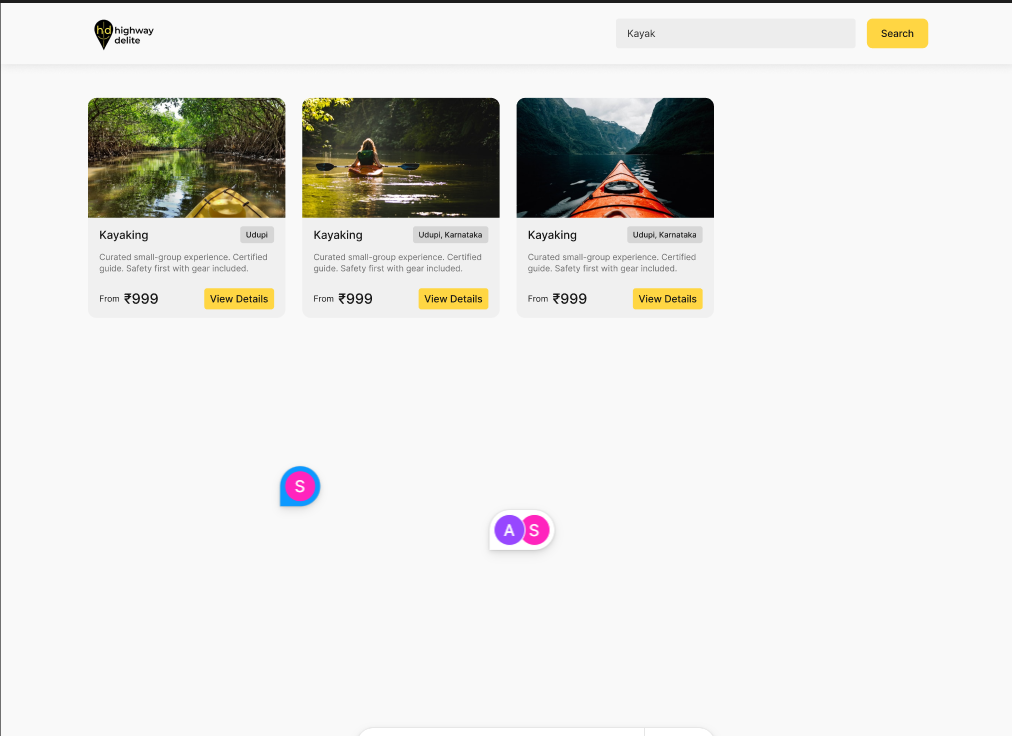 hd highway
delite
Kayak
Search
Kayaking
Udupi
Curated small-group experience. Certified
guide. Safety first with gear included.
From ₹999
View Details
Kayaking
Udupi, Karnataka
Curated small-group experience. Certified
guide. Safety first with gear included.
From ₹999
View Details
Kayaking
Udupi, Karnataka
Curated small-group experience. Certified
guide. Safety first with gear included.
From ₹999
View Details
S
A S